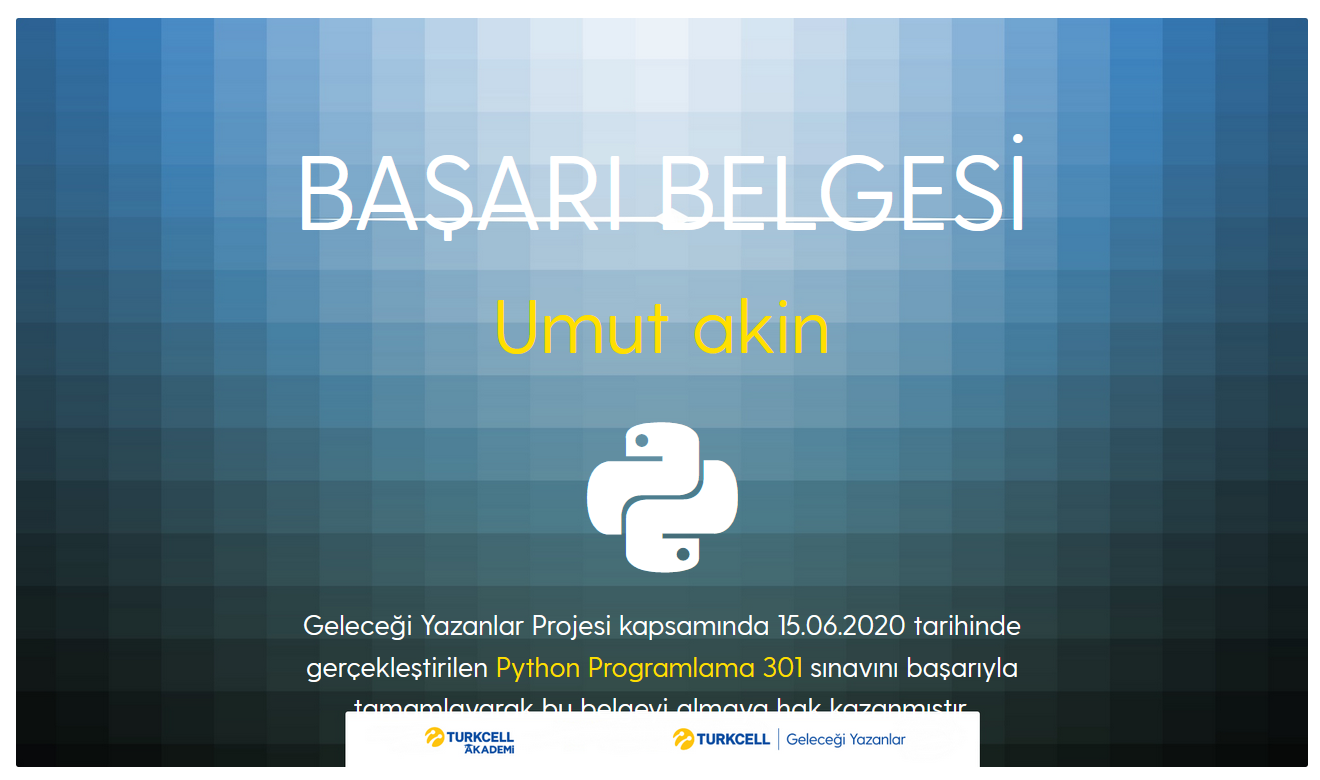 BAŞARI BELGESİ
Umut akin
Geleceği Yazanlar Projesi kapsamında 15.06.2020 tarihinde
gerçekleştirilen Python Programlama 301 sınavını başarıyla
tamamlayarak bu belgeyi almaya hak kazanmıştır.
TURKCELL AKADEMİ
TURKCELL | Geleceği Yazanlar